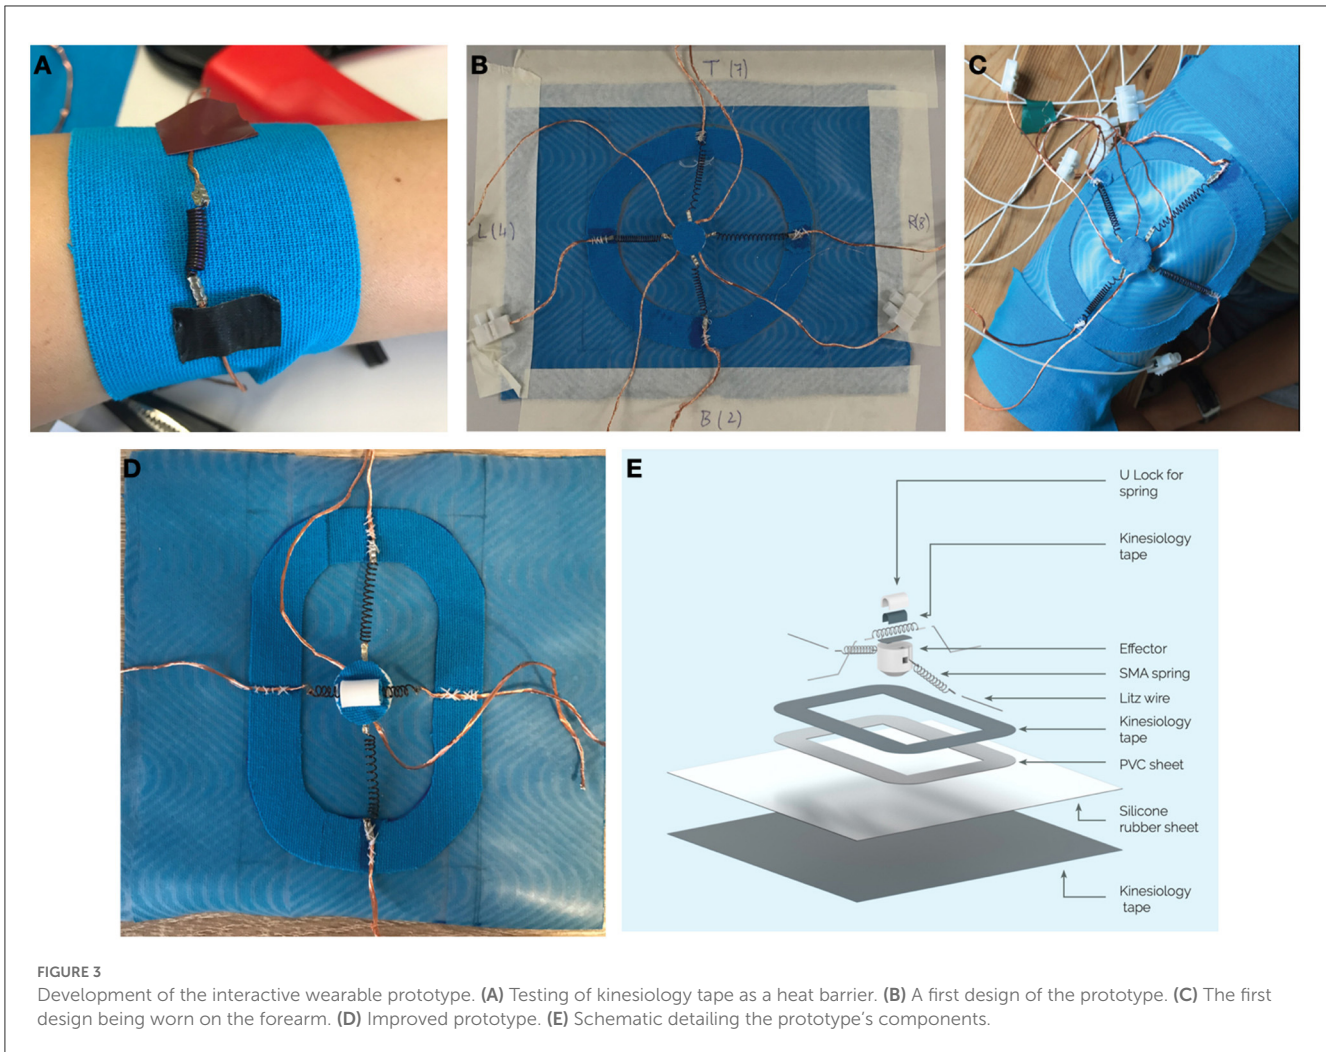 A
B
T (7)
L (4)
R(8)
B (2)
C
D
E
U Lock for
spring
Kinesiology
tape
Effector
SMA spring
Litz wire
Kinesiology
tape
PVC sheet
Silicone
rubber sheet
Kinesiology
tape
FIGURE 3
Development of the interactive wearable prototype. (A) Testing of kinesiology tape as a heat barrier. (B) A first design of the prototype. (C) The first
design being worn on the forearm. (D) Improved prototype. (E) Schematic detailing the prototype's components.